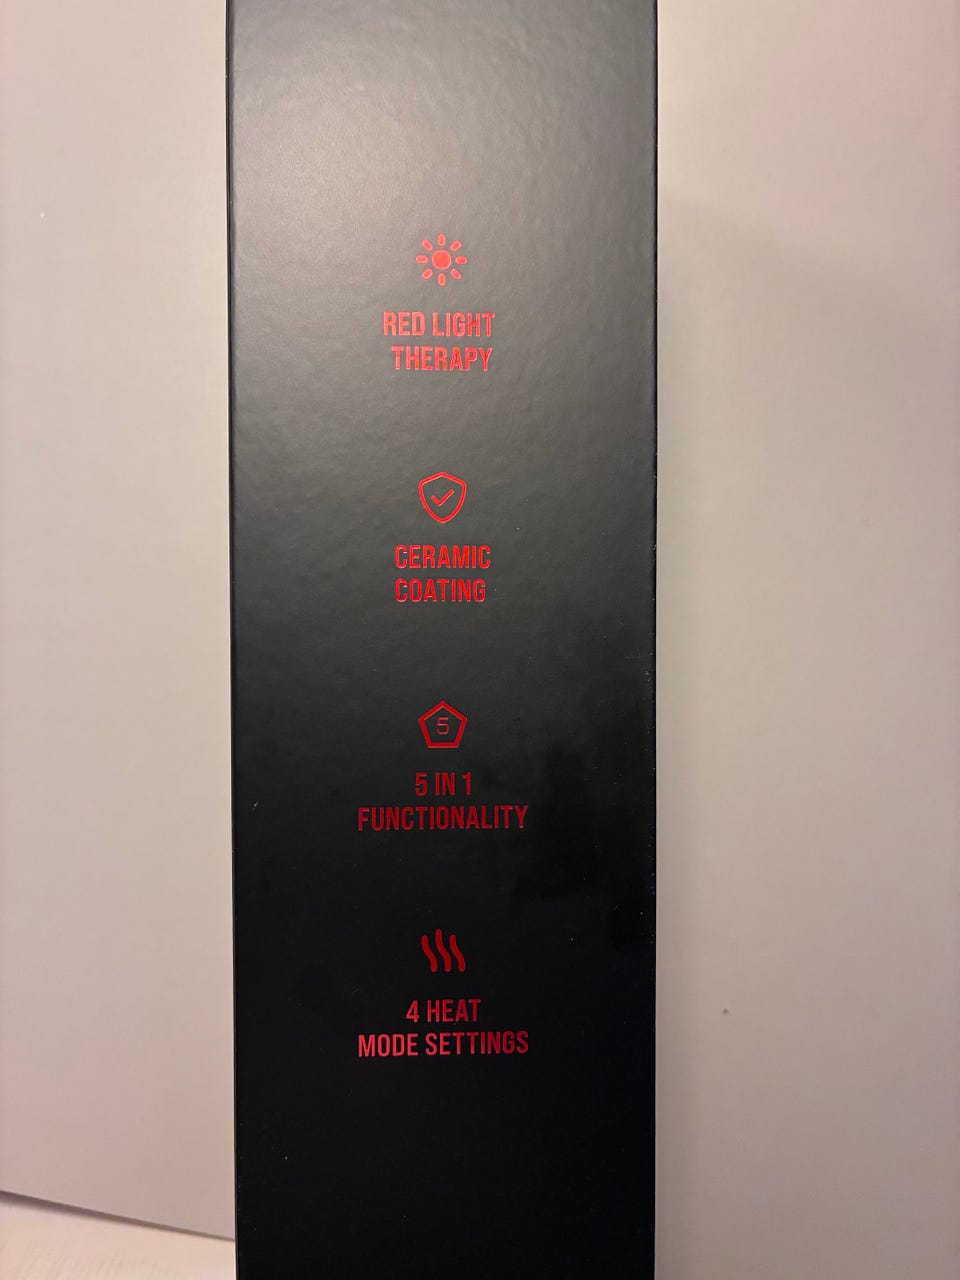 RED LIGHT
THERAPY
CERAMIC
COATING
5
5 IN 1
FUNCTIONALITY
4 HEAT
MODE SETTINGS